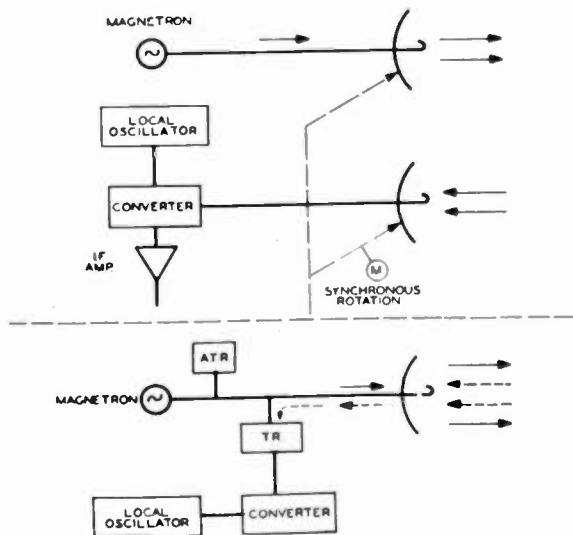 MAGNETRON
LOCAL
OSCILLATOR
CONVERTER
IF
AMP.
M
SYNCHRONOUS
ROTATION
ATR
MAGNETRON
TR
LOCAL
OSCILLATOR
CONVERTER